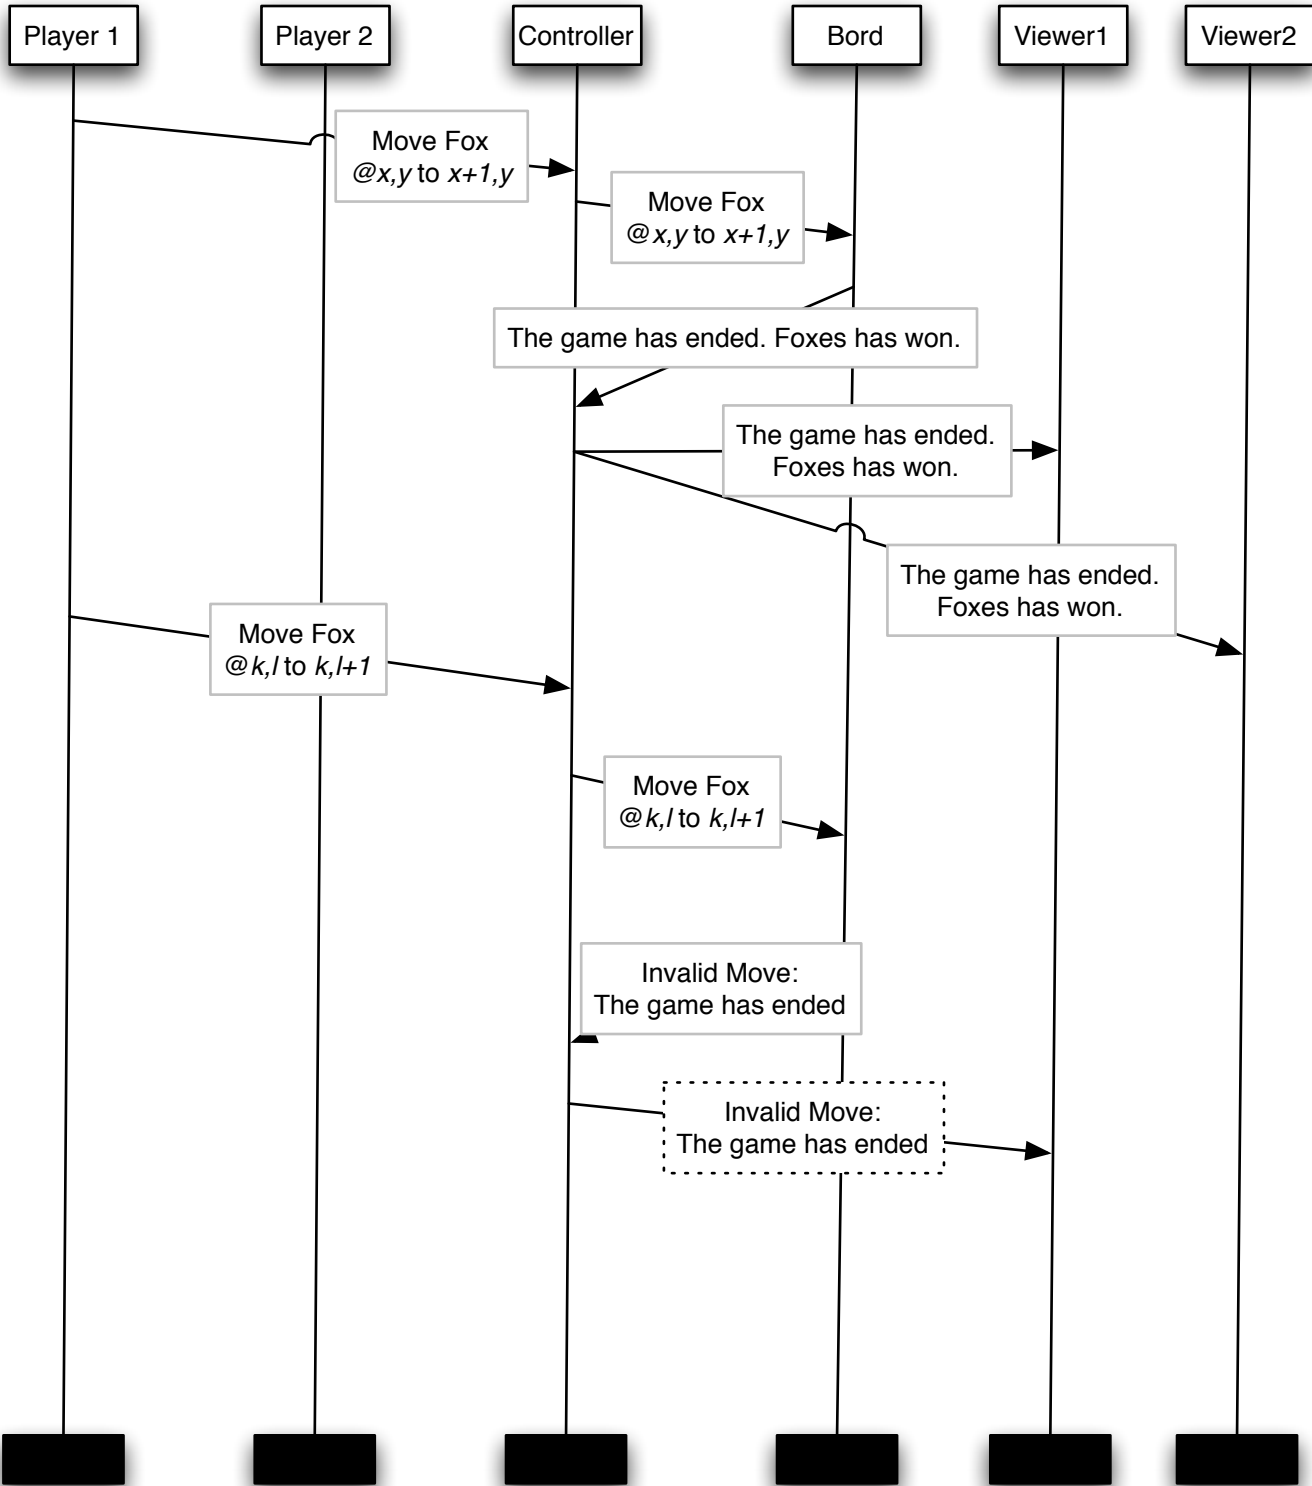 Player 1
Player 2
Controller
Bord
Viewer1
Viewer2
Move Fox
@x,y to x+1,y
Move Fox
@x,y to x+1,y
The game has ended. Foxes has won.
The game has ended.
Foxes has won.
The game has ended.
Foxes has won.
Move Fox
@k,l to k,l+1
Move Fox
@k,l to k,l+1
Invalid Move:
The game has ended
Invalid Move:
The game has ended